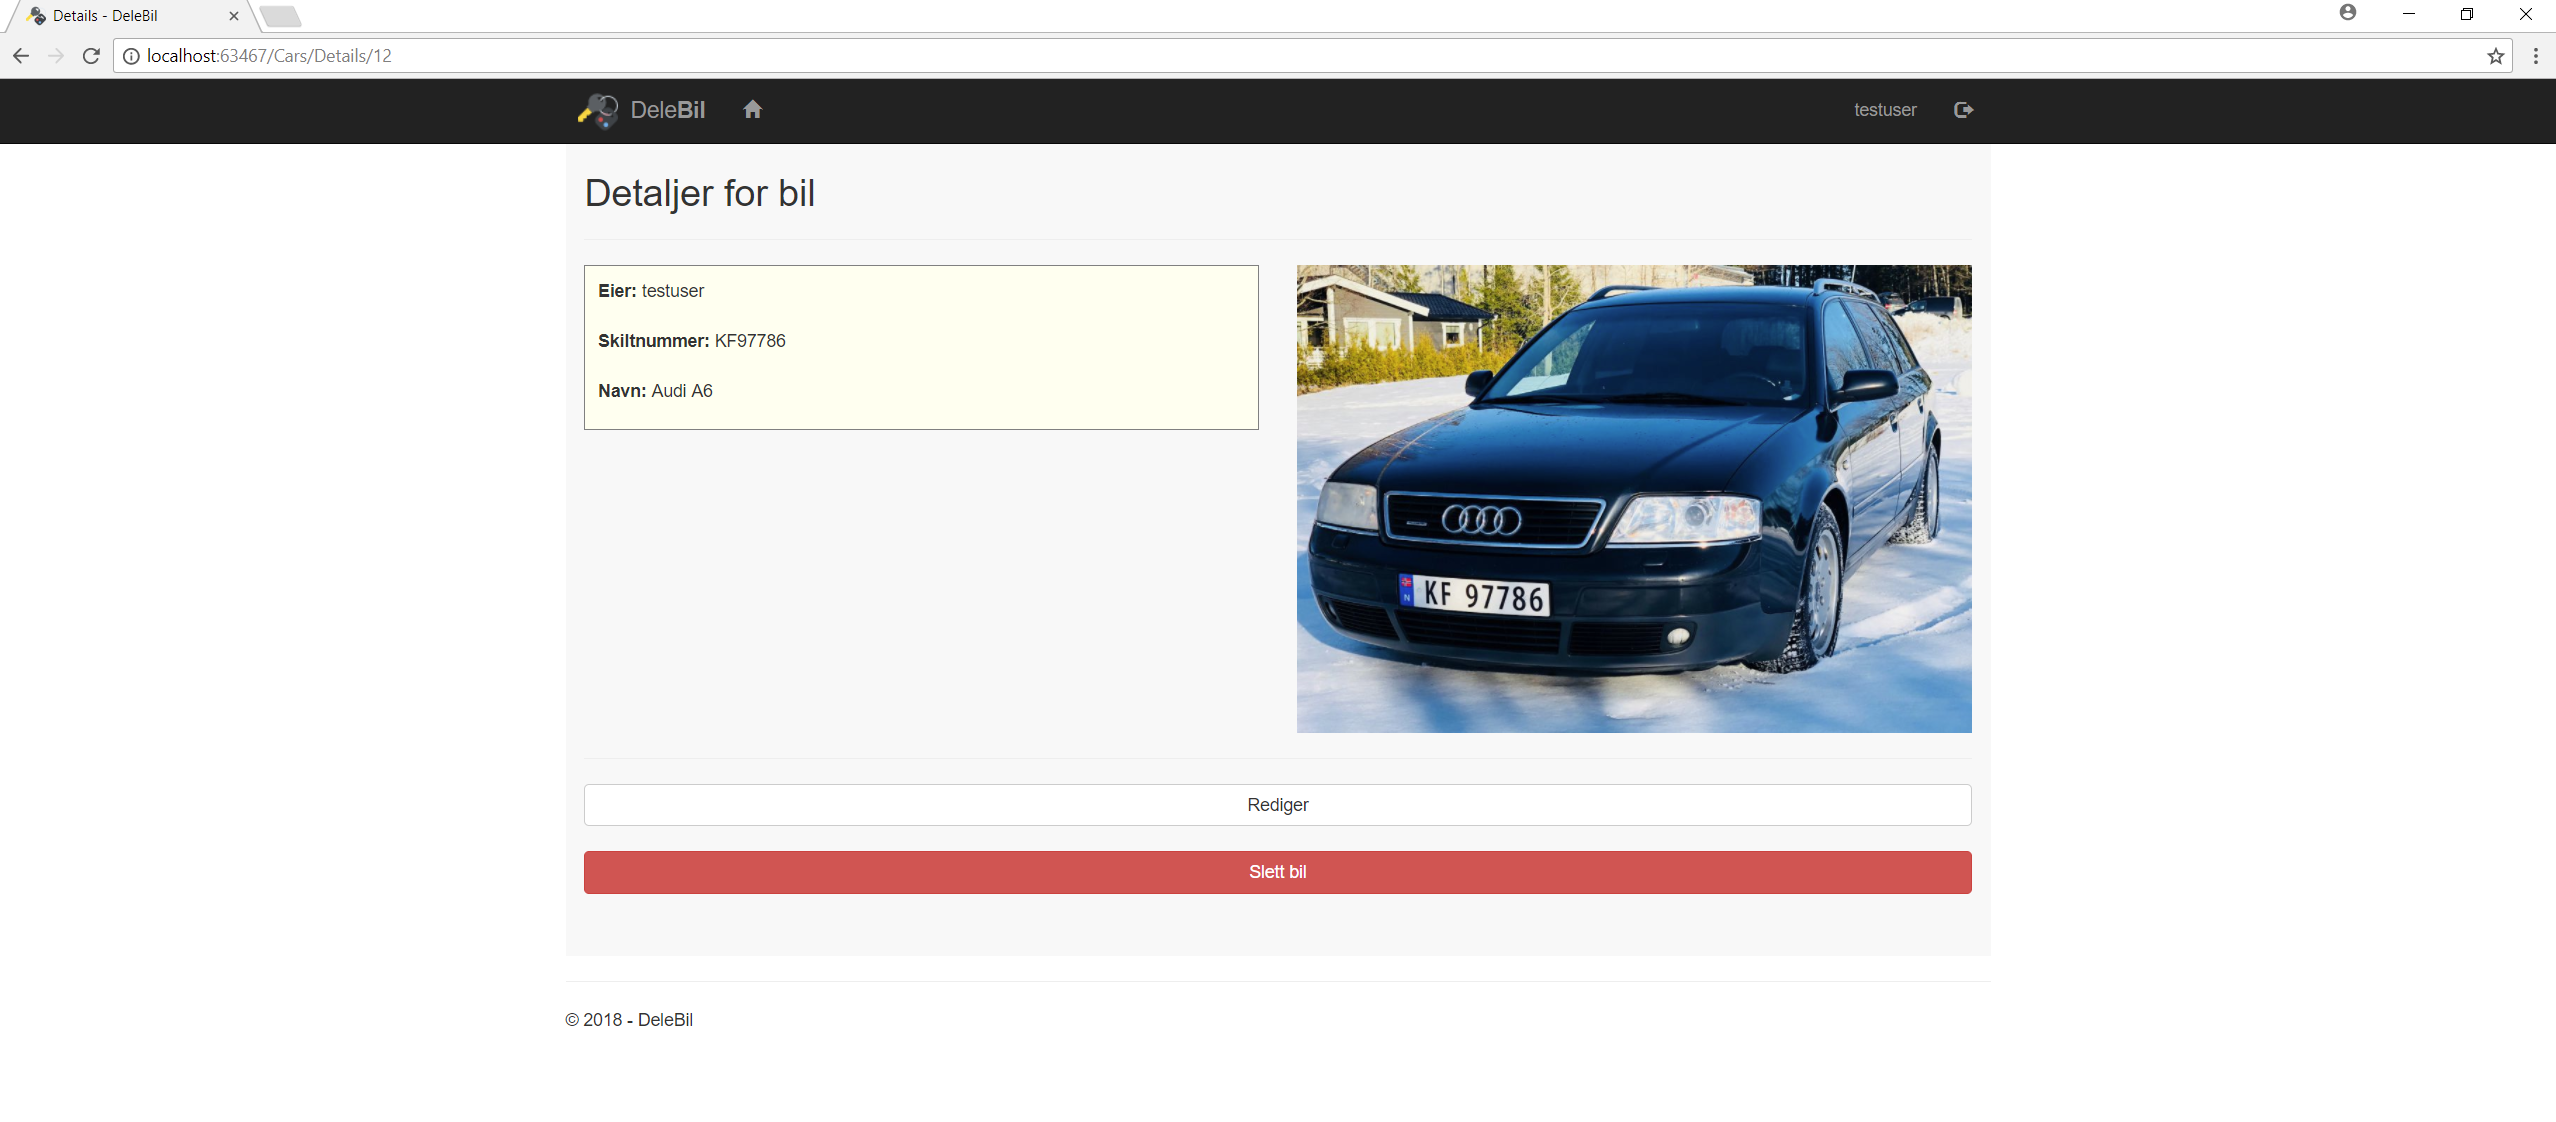 Details - DeleBil
localhost:63467/Cars/Details/12
DeleBil
testuser
Detaljer for bil
Eier: testuser
Skiltnummer: KF97786
Navn: Audi A6
N
KF 97786
Rediger
Slett bil
© 2018 - DeleBil